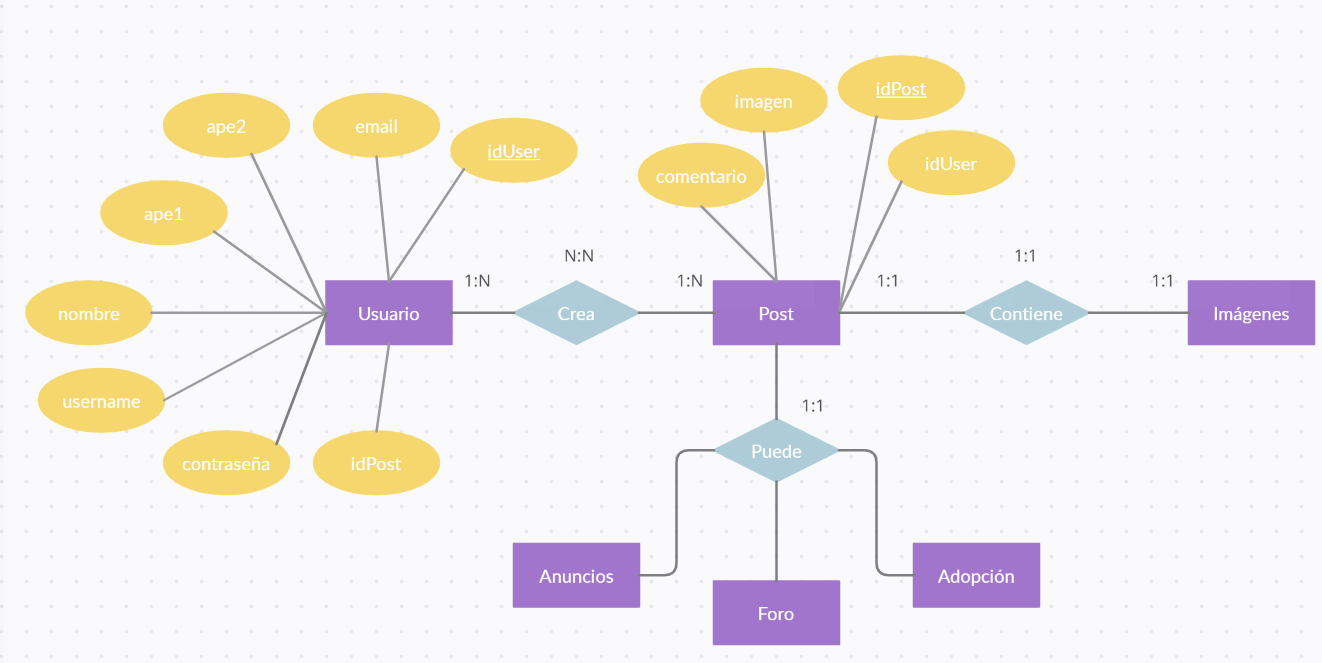 idPost
imagen
ape2
email
idUser
idUser
comentario
ape1
N:N
1:1
1:N
1:N
1:1
1:1
nombre
Usuario
Crea
Post
Contiene
Imágenes
username
1:1
Puede
contraseña
idPost
Anuncios
Adopción
Foro